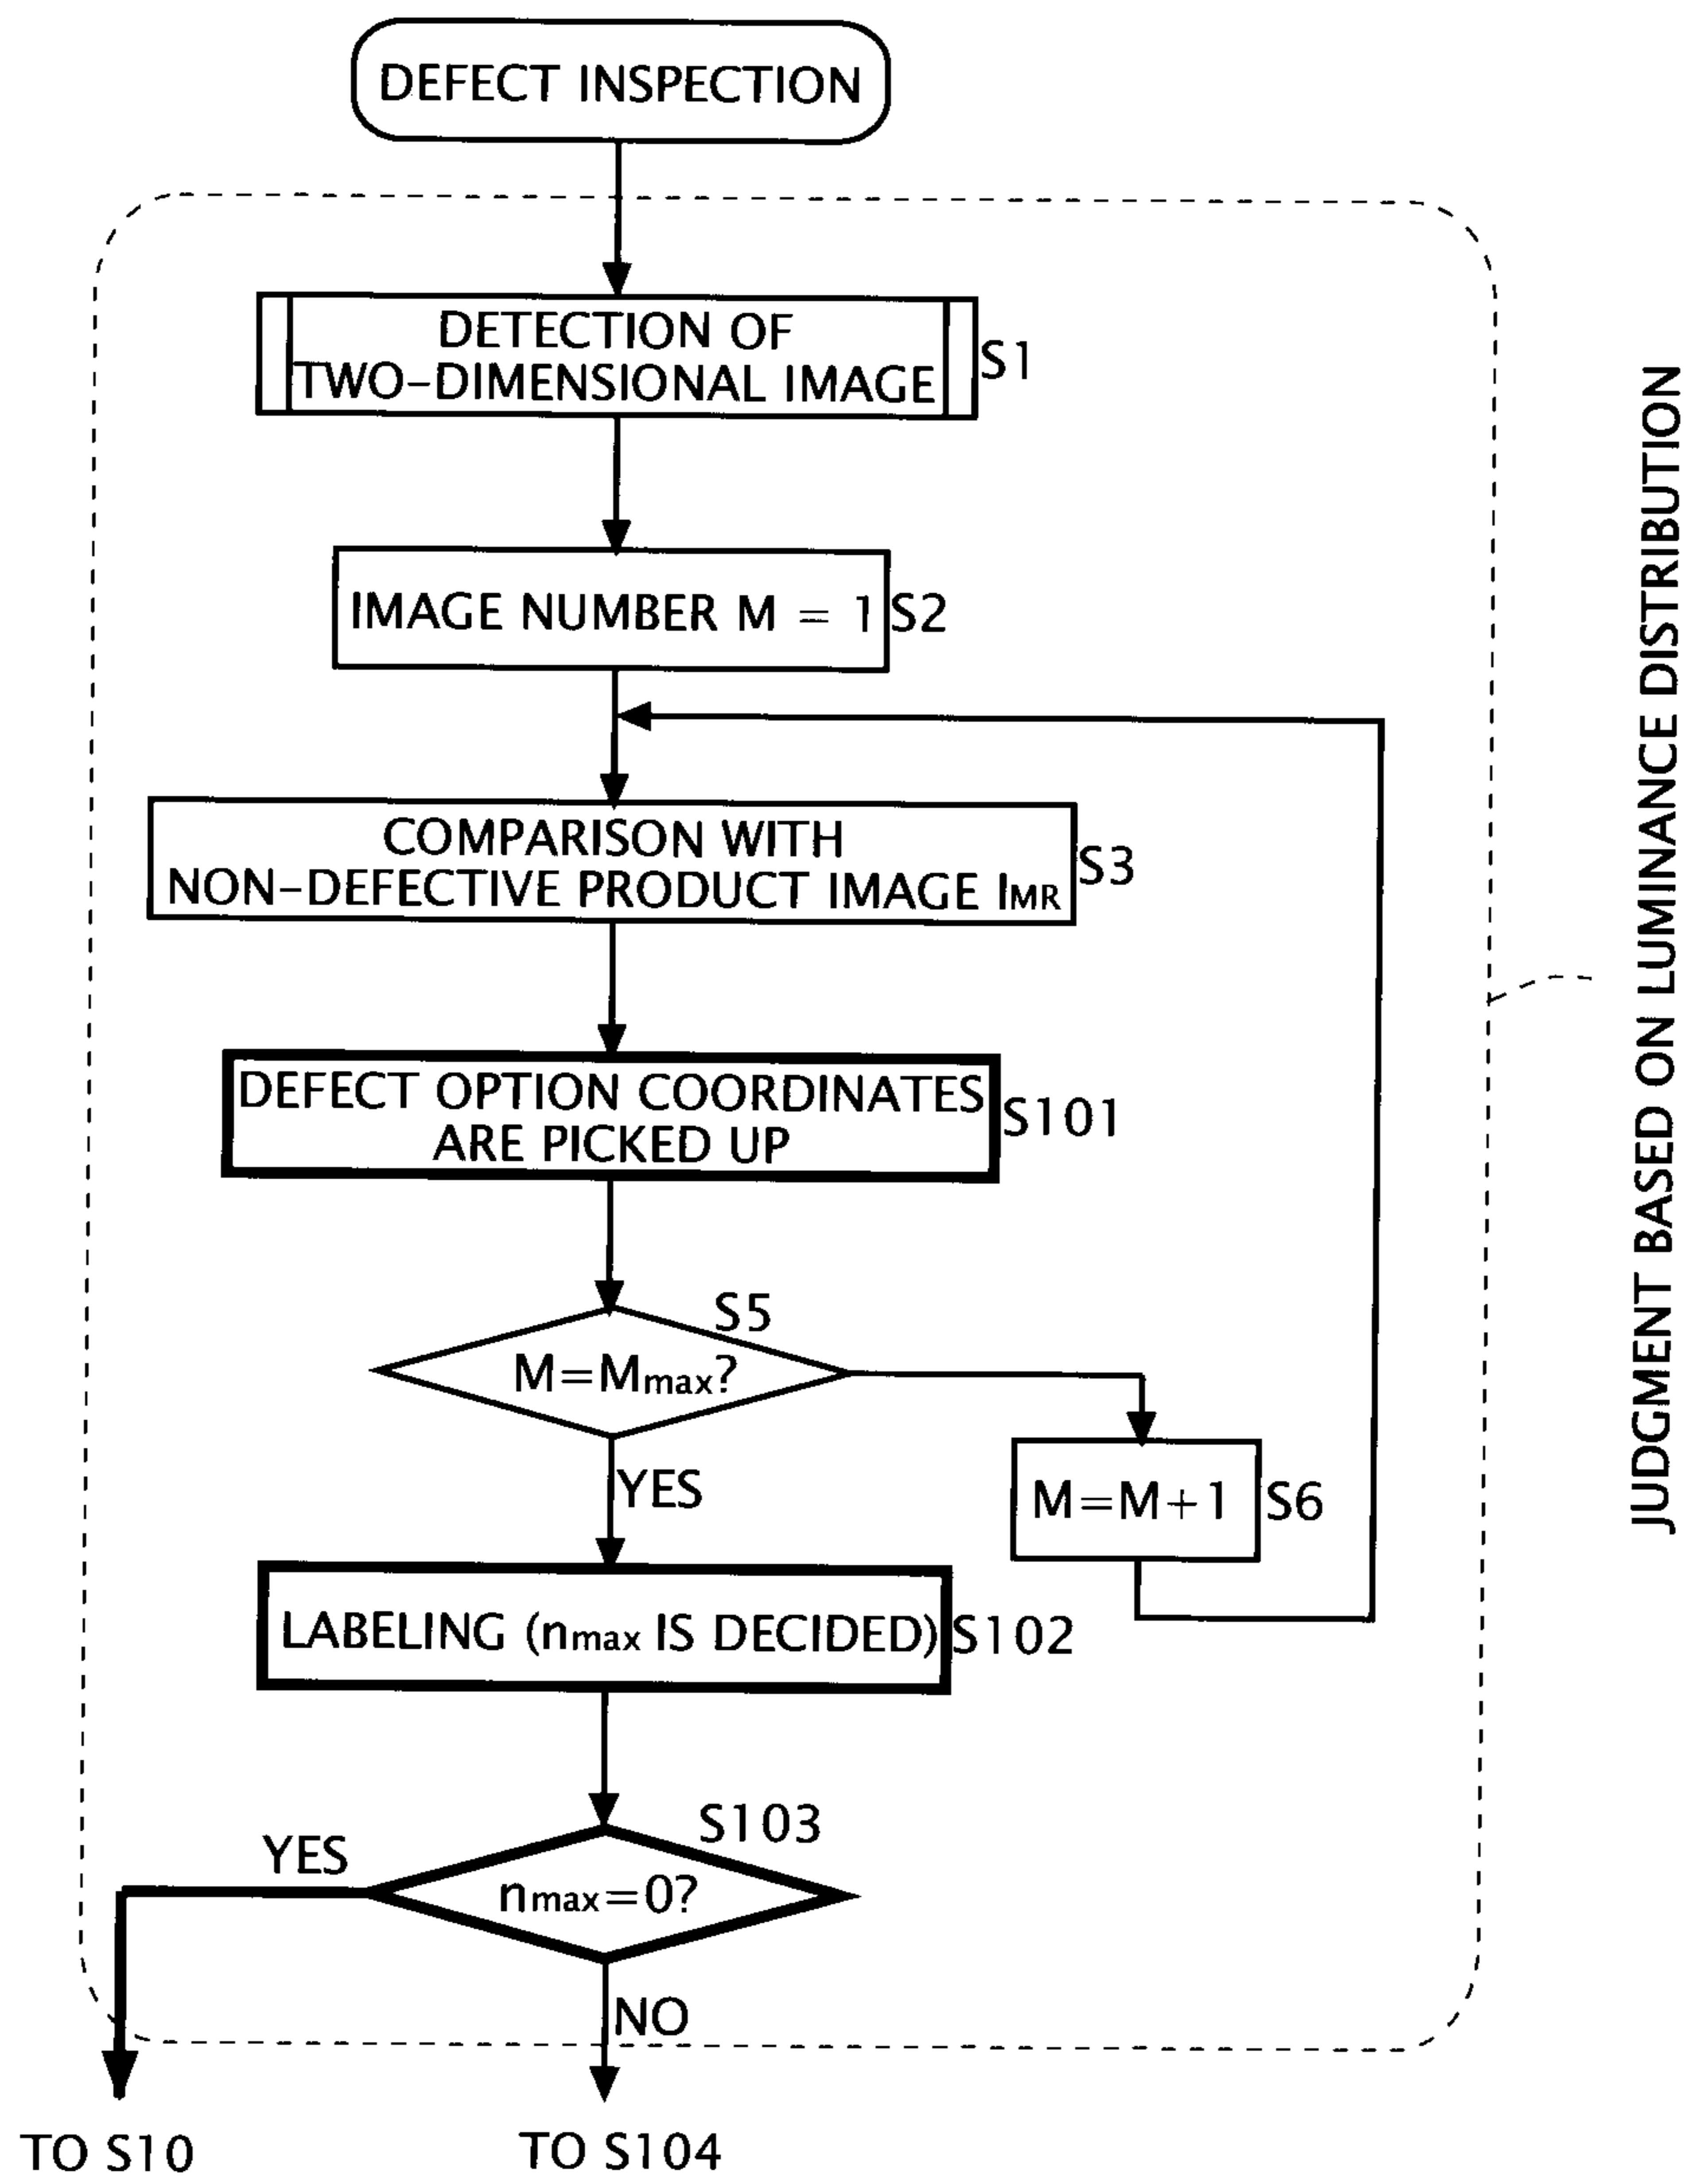 DEFECT INSPECTION
DETECTION OF
TWO-DIMENSIONAL IMAGE
S1
IMAGE NUMBER M = 1
S2
COMPARISON WITH
NON-DEFECTIVE PRODUCT IMAGE IMR
S3
DEFECT OPTION COORDINATES
ARE PICKED UP
S101
S5
M=Mmax?
YES
M=M+1
S6
LABELING (nmax IS DECIDED)
S102
S103
YES
nmax=0?
NO
TO S10
TO S104
JUDGMENT BASED ON LUMINANCE DISTRIBUTION